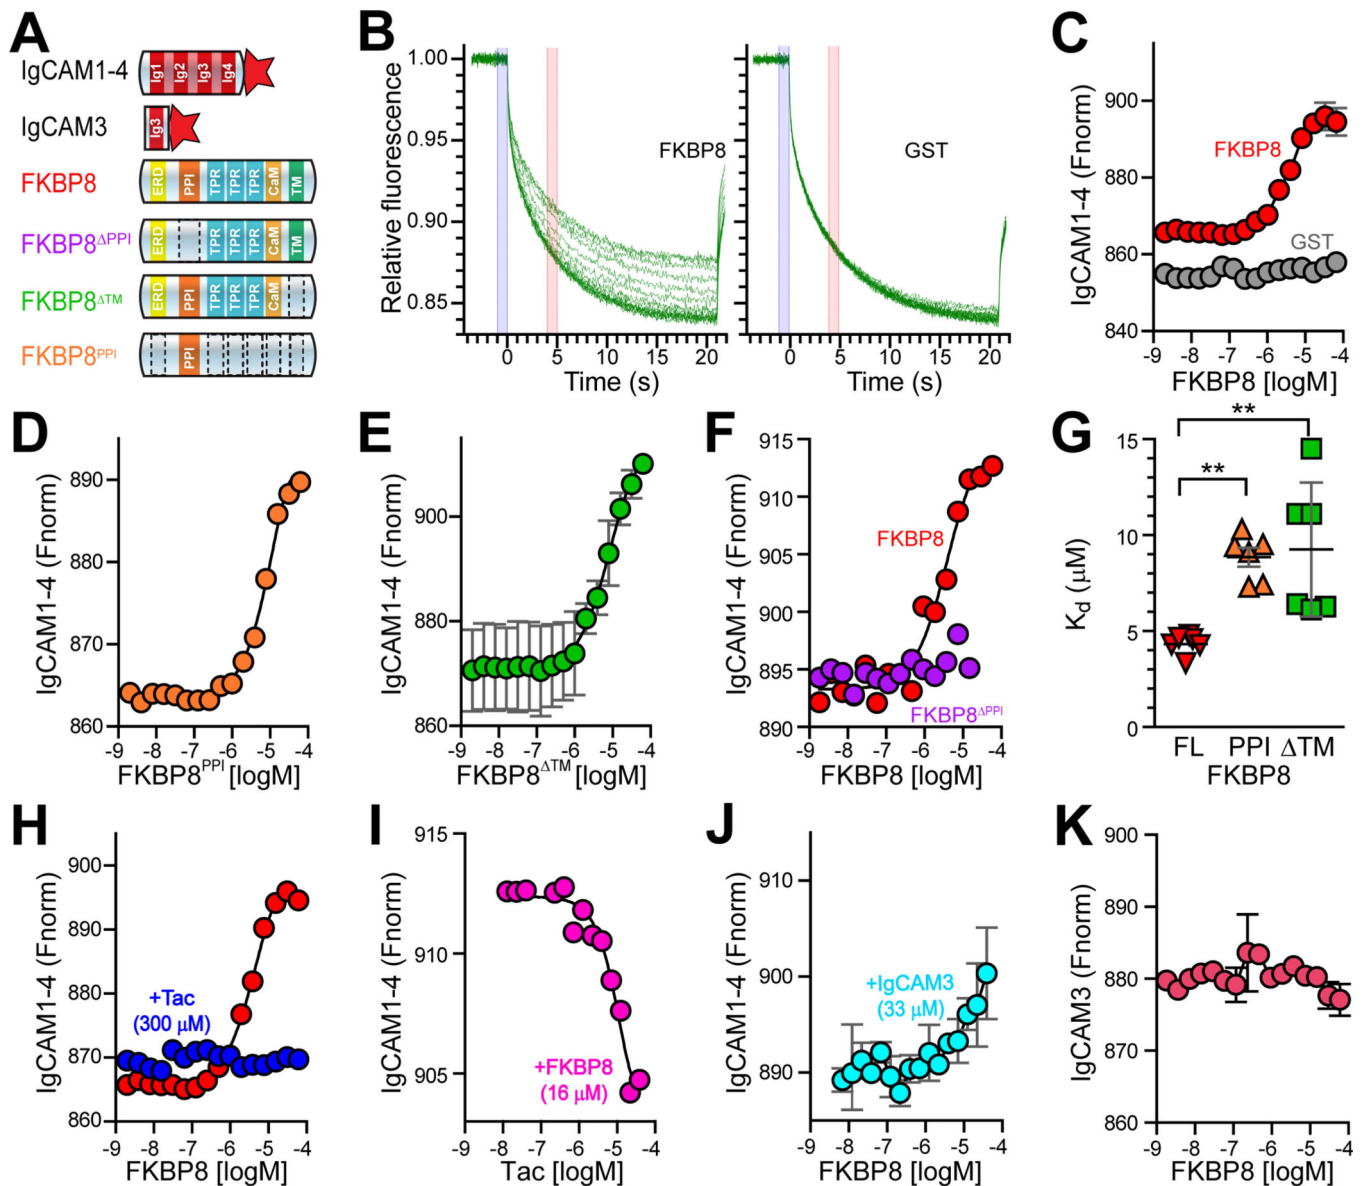 A
IgCAM1-4
Ig1 Ig2 Ig3 Ig4
IgCAM3
Ig3
FKBP8
ERD PPI TPR TPR TPR CaM TM
FKBP8ΔPPI
ERD TPR TPR TPR CaM TM
FKBP8ΔTM
ERD PPI TPR TPR TPR CaM
FKBP8PPI
PPI
B
Relative fluorescence
1.00
0.95
0.90
0.85
FKBP8
0 5 10 15 20
Time (s)
GST
0 5 10 15 20
Time (s)
C
IgCAM1-4 (Fnorm)
900
880
860
840
FKBP8
GST
-9 -8 -7 -6 -5 -4
FKBP8 [logM]
D
IgCAM1-4 (Fnorm)
890
880
870
860
-9 -8 -7 -6 -5 -4
FKBP8PPI [logM]
E
IgCAM1-4 (Fnorm)
900
880
860
-9 -8 -7 -6 -5 -4
FKBP8ΔTM [logM]
F
IgCAM1-4 (Fnorm)
915
910
905
900
895
890
FKBP8
FKBP8ΔPPI
-9 -8 -7 -6 -5 -4
FKBP8 [logM]
G
Kd (μM)
15
10
5
0
**
**
FL PPI ΔTM
FKBP8
H
IgCAM1-4 (Fnorm)
900
890
880
870
860
+Tac
(300 μM)
-9 -8 -7 -6 -5 -4
FKBP8 [logM]
I
IgCAM1-4 (Fnorm)
915
910
905
+FKBP8
(16 μM)
-9 -8 -7 -6 -5 -4
Tac [logM]
J
IgCAM1-4 (Fnorm)
910
900
890
+IgCAM3
(33 μM)
-9 -8 -7 -6 -5 -4
FKBP8 [logM]
K
IgCAM3 (Fnorm)
900
890
880
870
860
-9 -8 -7 -6 -5 -4
FKBP8 [logM]